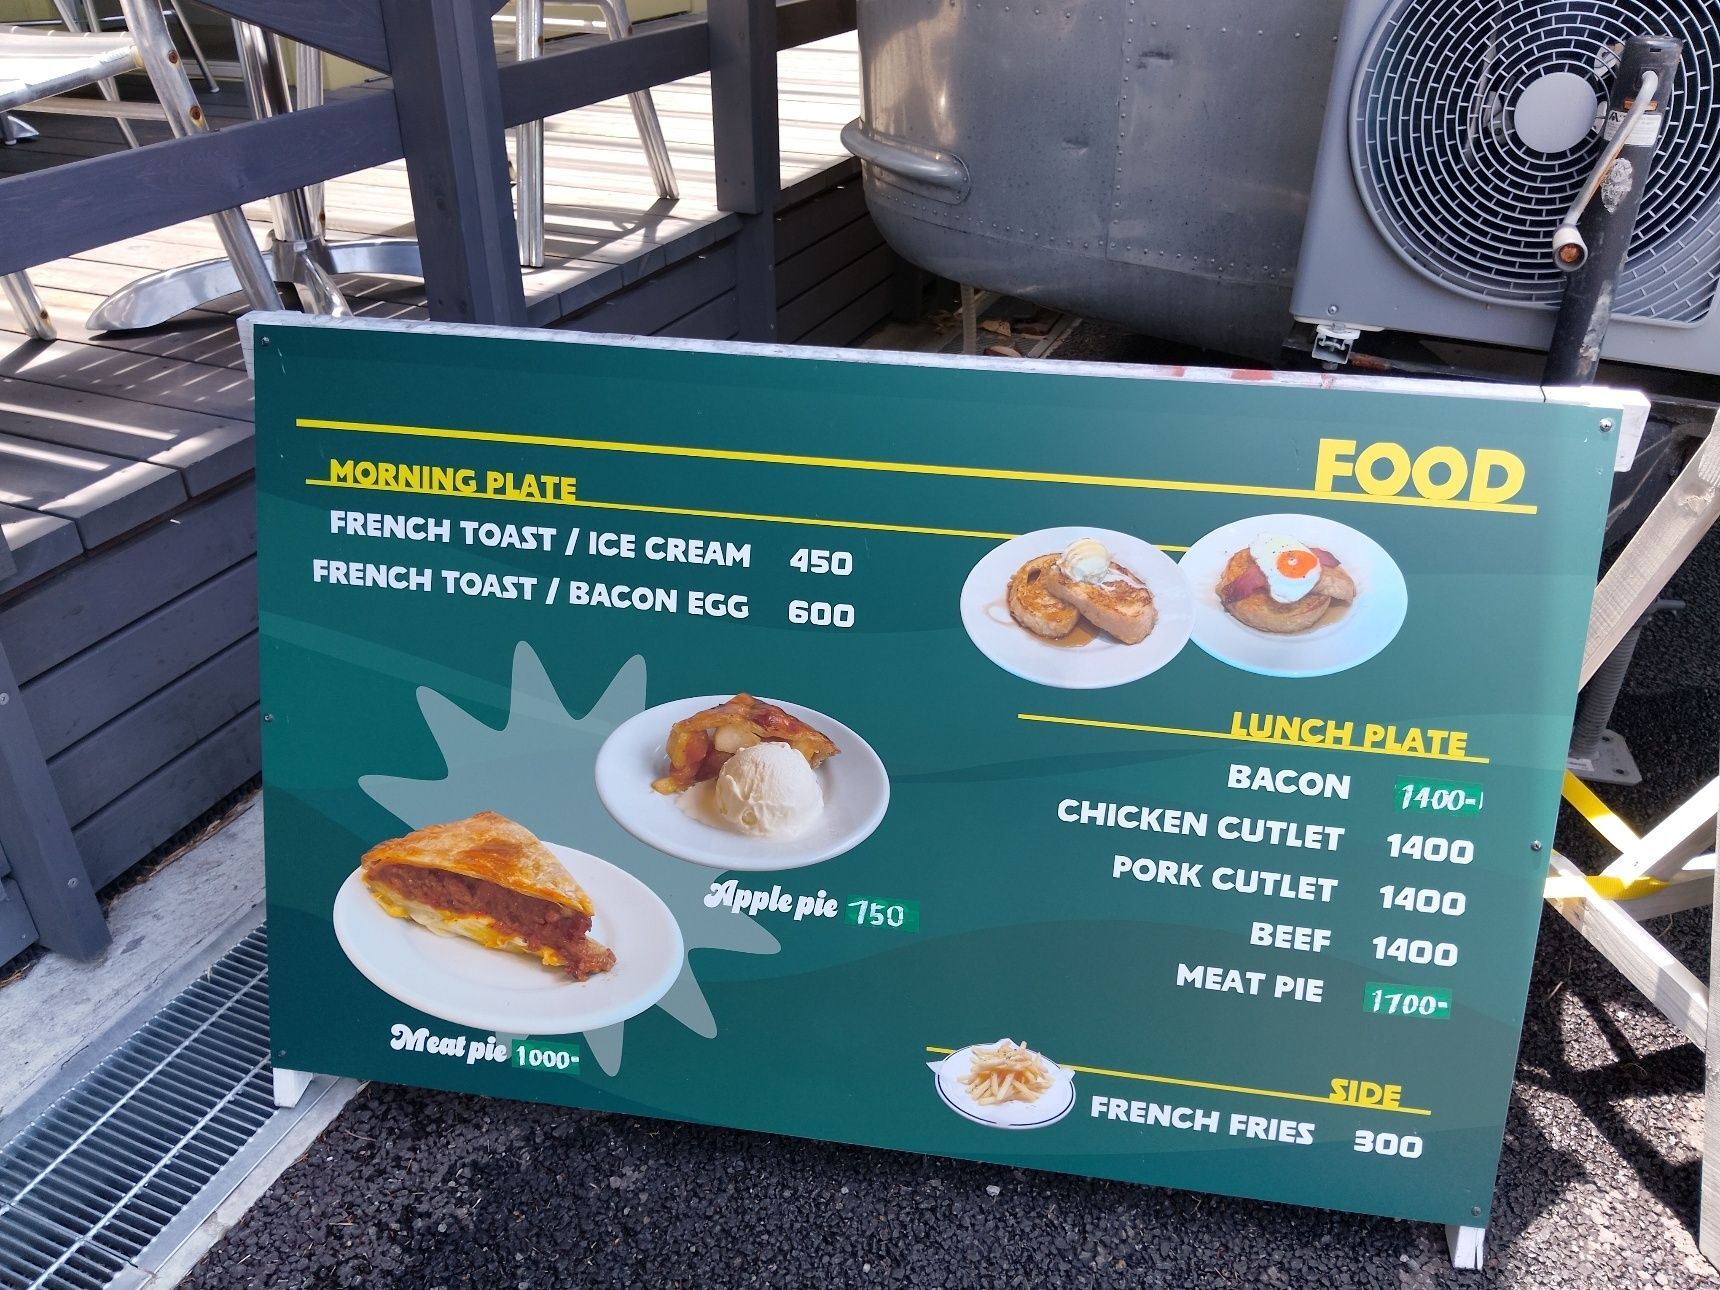 FOOD
MORNING PLATE
FRENCH TOAST / ICE CREAM 450
FRENCH TOAST / BACON EGG 600
Apple pie 750
Meat pie 1000-
LUNCH PLATE
BACON 1400-
CHICKEN CUTLET 1400
PORK CUTLET 1400
BEEF 1400
MEAT PIE 1700-
SIDE
FRENCH FRIES 300